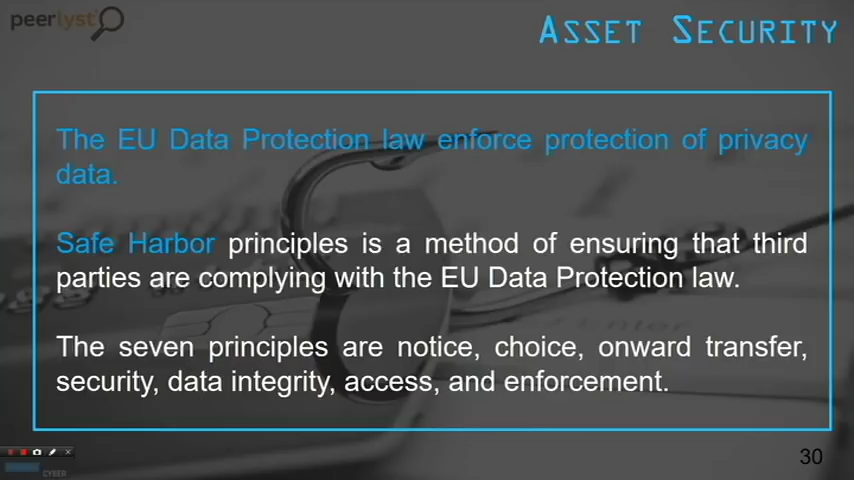 peerlyst
ASSET SECURITY
The EU Data Protection law enforce protection of privacy
data.
Safe Harbor principles is a method of ensuring that third
parties are complying with the EU Data Protection law.
The seven principles are notice, choice, onward transfer,
security, data integrity, access, and enforcement.
Enter
30
CYBER